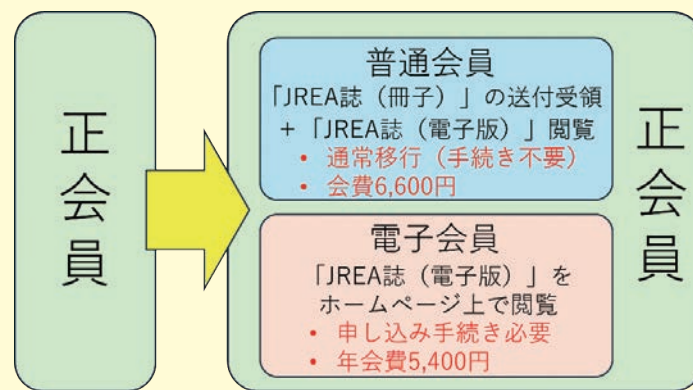 正会員
普通会員
「JREA誌（冊子）」の送付受領
+「JREA誌（電子版）」閲覧
• 通常移行（手続き不要）
• 会費6,600円
電子会員
「JREA誌（電子版）」を
ホームページ上で閲覧
• 申し込み手続き必要
• 年会費5,400円
正会員